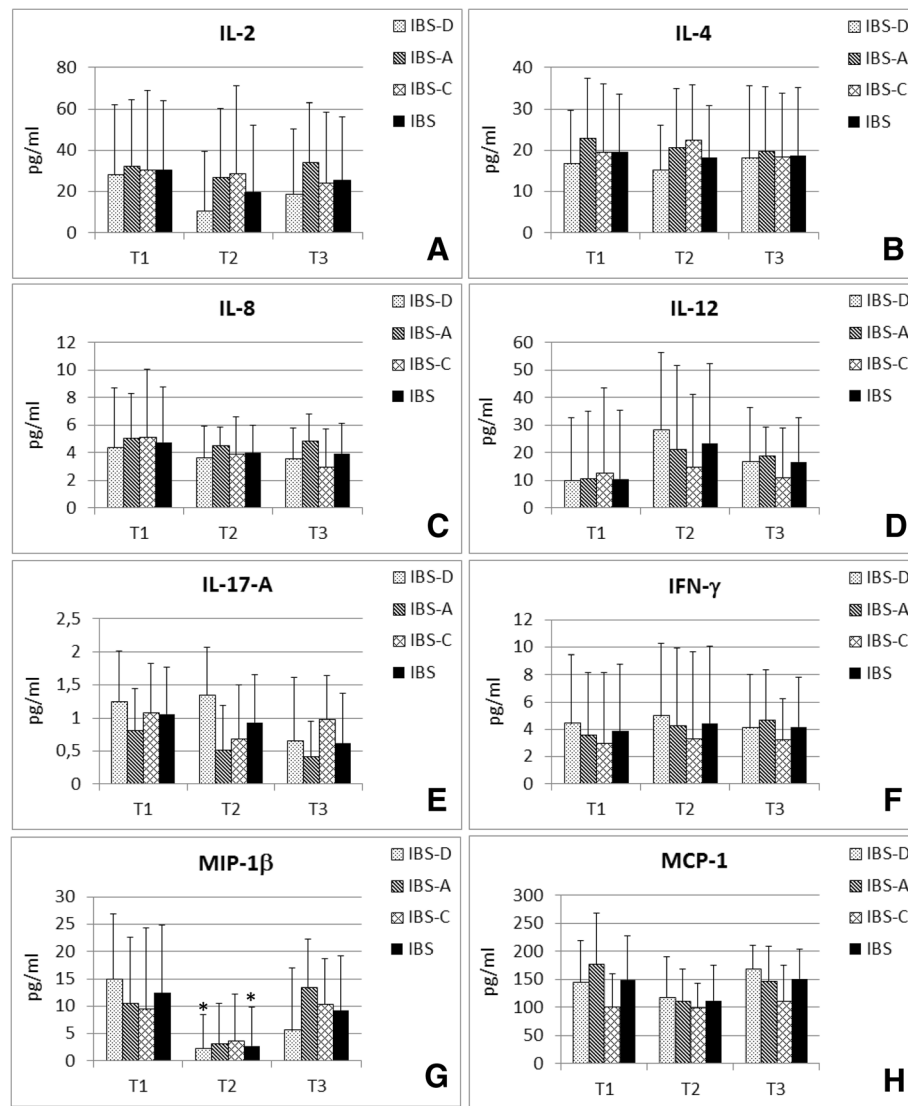 IL-2
80
60
40
20
0
pg/ml
T1 T2 T3
IBS-D
IBS-A
IBS-C
IBS
A
IL-4
40
30
20
10
0
pg/ml
T1 T2 T3
IBS-D
IBS-A
IBS-C
IBS
B
IL-8
12
10
8
6
4
2
0
pg/ml
T1 T2 T3
IBS-D
IBS-A
IBS-C
IBS
C
IL-12
60
50
40
30
20
10
0
pg/ml
T1 T2 T3
IBS-D
IBS-A
IBS-C
IBS
D
IL-17-A
2,5
2
1,5
1
0,5
0
pg/ml
T1 T2 T3
IBS-D
IBS-A
IBS-C
IBS
E
IFN-γ
12
10
8
6
4
2
0
pg/ml
T1 T2 T3
IBS-D
IBS-A
IBS-C
IBS
F
MIP-1β
30
25
20
15
10
5
0
pg/ml
* *
T1 T2 T3
IBS-D
IBS-A
IBS-C
IBS
G
MCP-1
300
250
200
150
100
50
0
pg/ml
T1 T2 T3
IBS-D
IBS-A
IBS-C
IBS
H